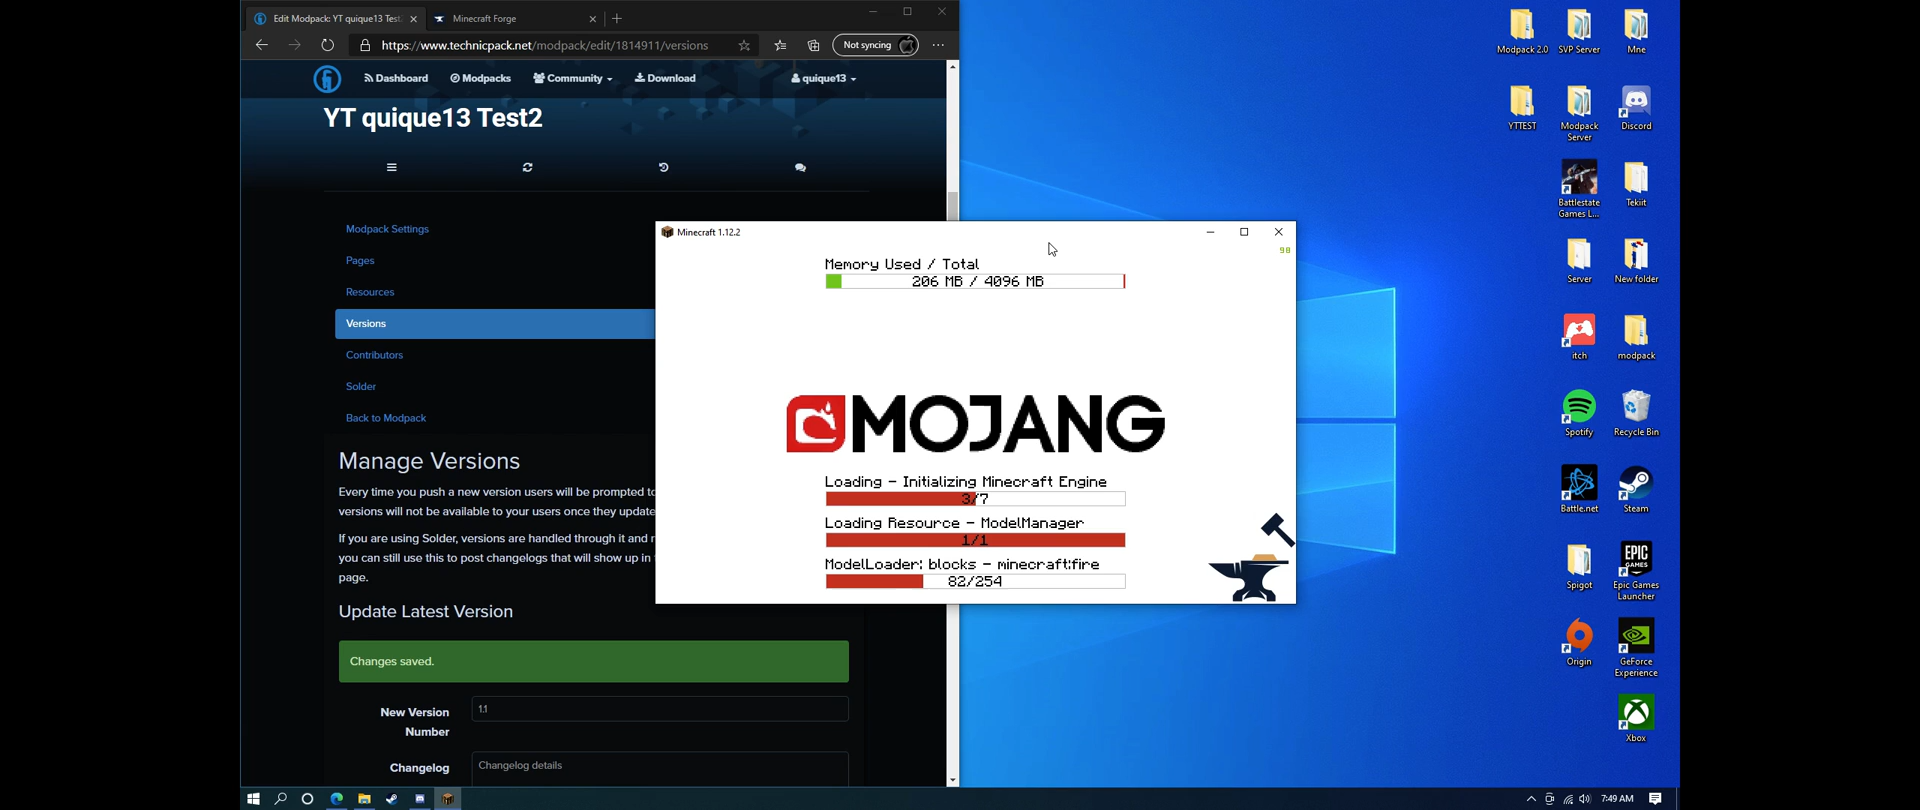 Edit Modpack: YT quique13 Test
Minecraft Forge
https://www.technicpack.net/modpack/edit/1814911/versions
Not syncing
Dashboard
Modpacks
Community
Download
quique13
YT quique13 Test2
Modpack Settings
Pages
Resources
Versions
Contributors
Solder
Back to Modpack
Manage Versions
Every time you push a new version users will be prompted to
versions will not be available to your users once they update
If you are using Solder, versions are handled through it and
you can still use this to post changelogs that will show up in
page.
Update Latest Version
Changes saved.
New Version
Number
1.1
Changelog
Changelog details
Minecraft 1.12.2
98
Memory Used / Total
206 MB / 4096 MB
MOJANG
Loading - Initializing Minecraft Engine
3/7
Loading Resource - ModelManager
1/1
ModelLoader: blocks - minecraft:fire
82/254
Modpack 2.0
SVP Server
Mne
YTTEST
Modpack
Server
Discord
Battlestate
Games L...
Tekiit
Server
New folder
itch
modpack
Spotify
Recycle Bin
Battle.net
Steam
Spigot
EPIC
GAMES
Epic Games
Launcher
Origin
GeForce
Experience
Xbox
7:49 AM